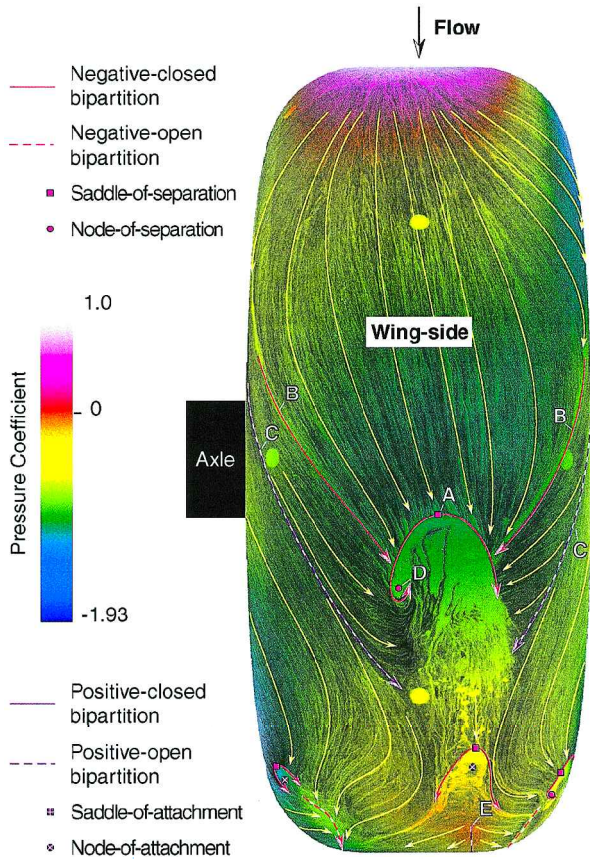 Flow
Negative-closed
bipartition
Negative-open
bipartition
Saddle-of-separation
Node-of-separation
1.0
0
-1.93
Pressure Coefficient
Wing-side
B
B
C
C
Axle
A
D
E
Positive-closed
bipartition
Positive-open
bipartition
Saddle-of-attachment
Node-of-attachment